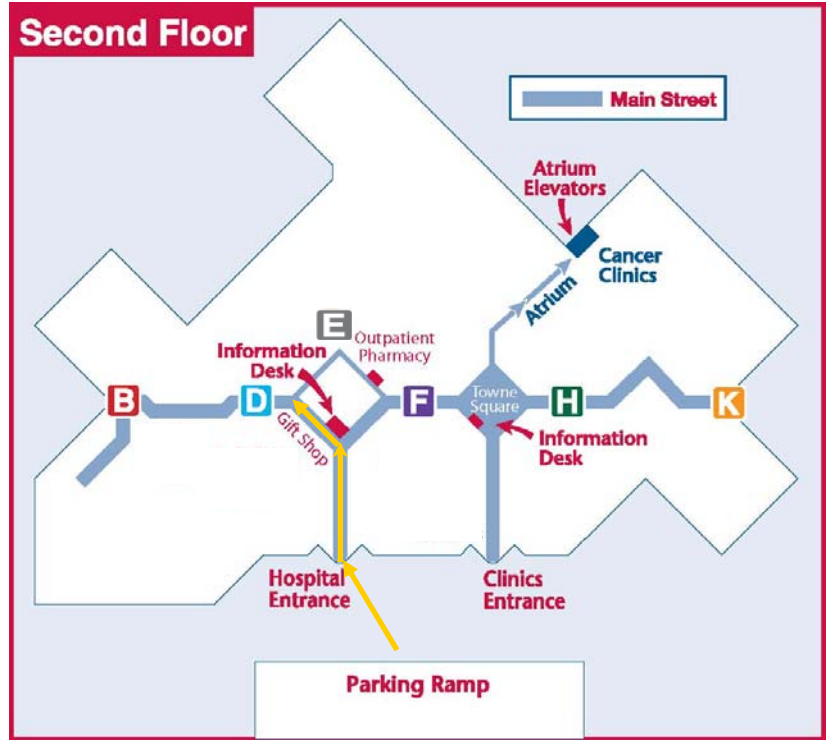 Second Floor
Main Street
Atrium
Elevators
Cancer
Clinics
Atrium
E
Outpatient
Pharmacy
Information
Desk
B
D
F
Towne
Square
H
K
Gift Shop
Information
Desk
Hospital
Entrance
Clinics
Entrance
Parking Ramp